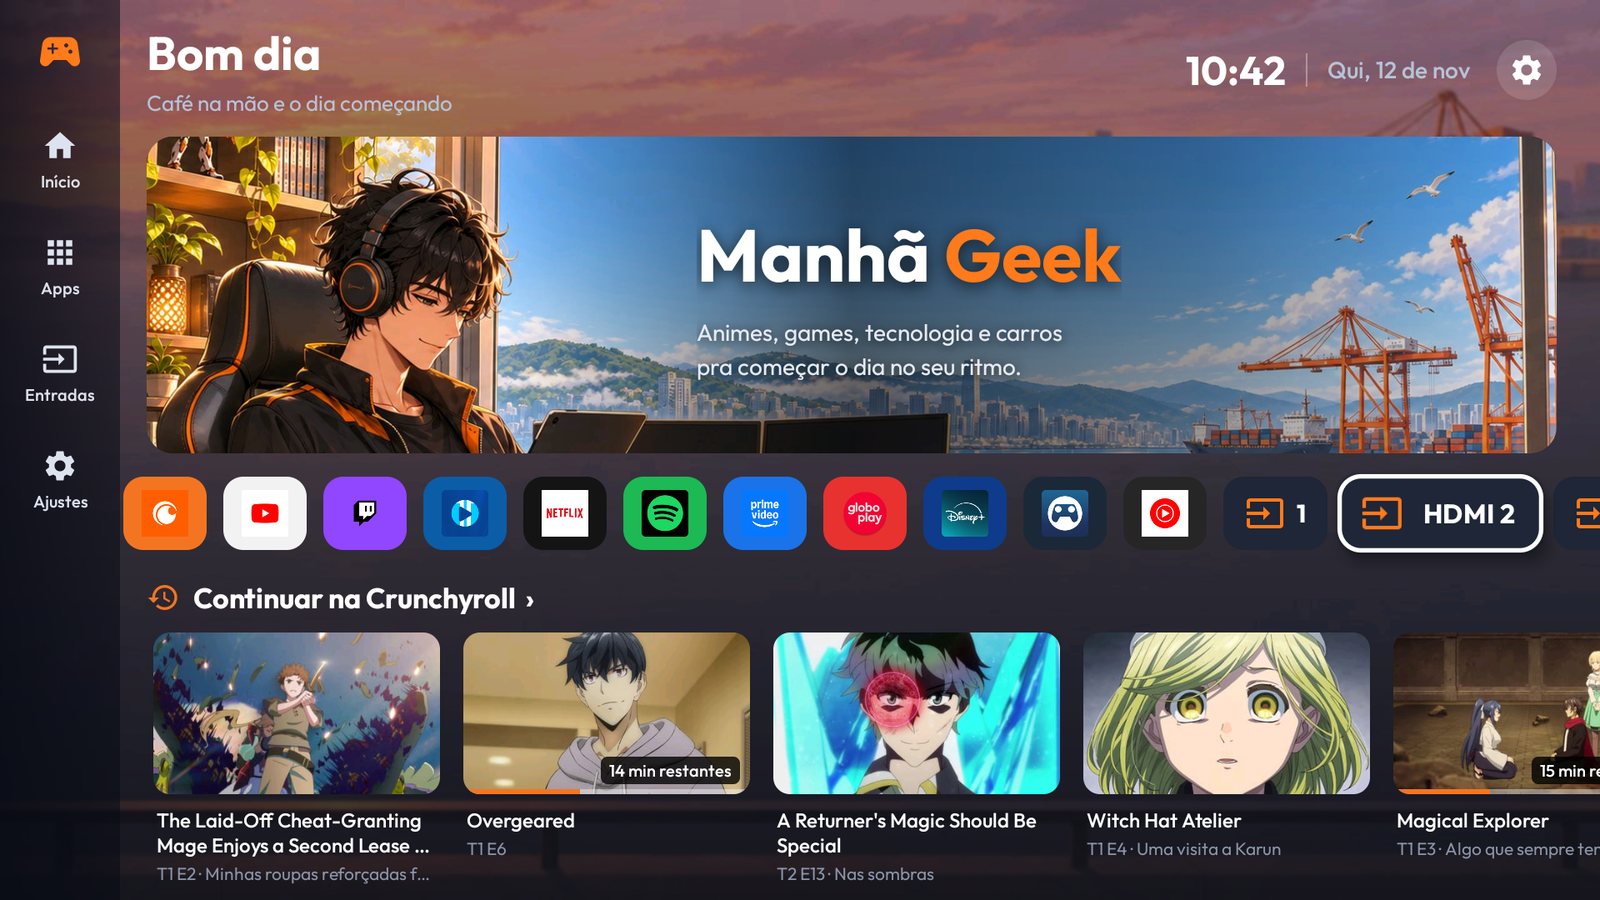 Bom dia
Café na mão e o dia começando
10:42
Qui, 12 de nov
Início
Apps
Entradas
Ajustes
Manhã Geek
Animes, games, tecnologia e carros
pra começar o dia no seu ritmo.
NETFLIX
prime
video
globo
play
Disney+
1
HDMI 2
Continuar na Crunchyroll ›
14 min restantes
15 min
The Laid-Off Cheat-Granting
Mage Enjoys a Second Lease ...
T1 E2 · Minhas roupas reforçadas f...
Overgeared
T1 E6
A Returner's Magic Should Be
Special
T2 E13 · Nas sombras
Witch Hat Atelier
T1 E4 · Uma visita a Karun
Magical Explorer
T1 E3 · Algo que sempre